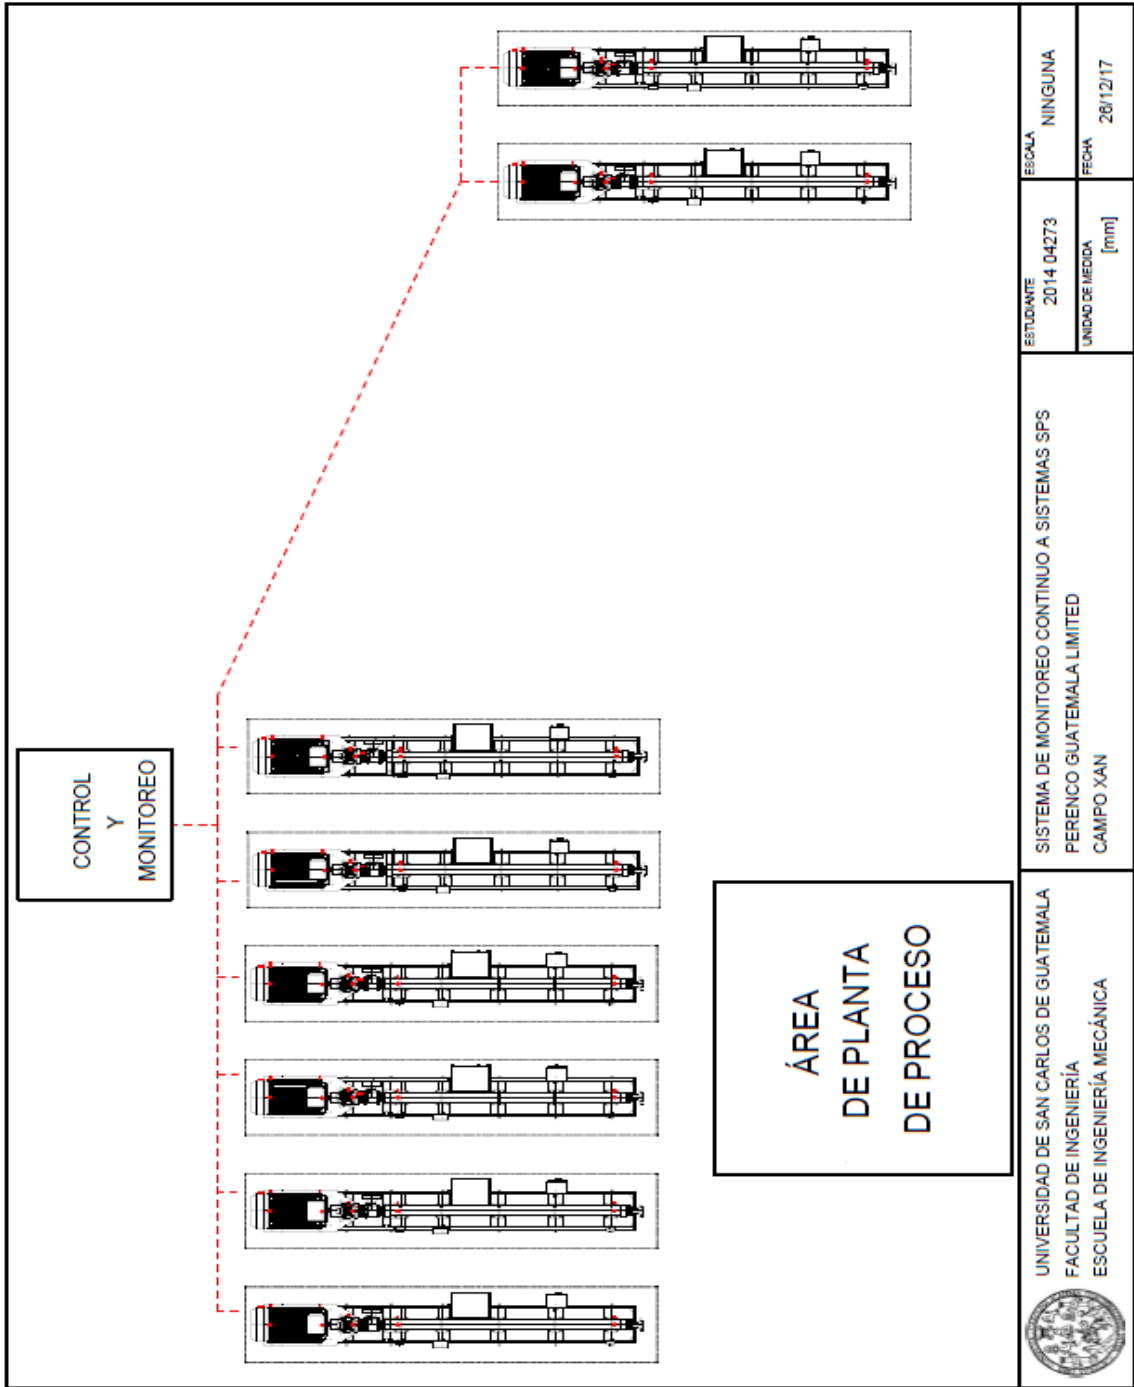 CONTROL
Y
MONITOREO
ÁREA
DE PLANTA
DE PROCESO
UNIVERSIDAD DE SAN CARLOS DE GUATEMALA
FACULTAD DE INGENIERÍA
ESCUELA DE INGENIERÍA MECÁNICA
SISTEMA DE MONITOREO CONTINUO A SISTEMAS SPS
PERENCO GUATEMALA LIMITED
CAMPO XAN
ESTUDIANTE
2014 04273
UNIDAD DE MEDIDA
[mm]
ESCALA
NINGUNA
FECHA
26/12/17